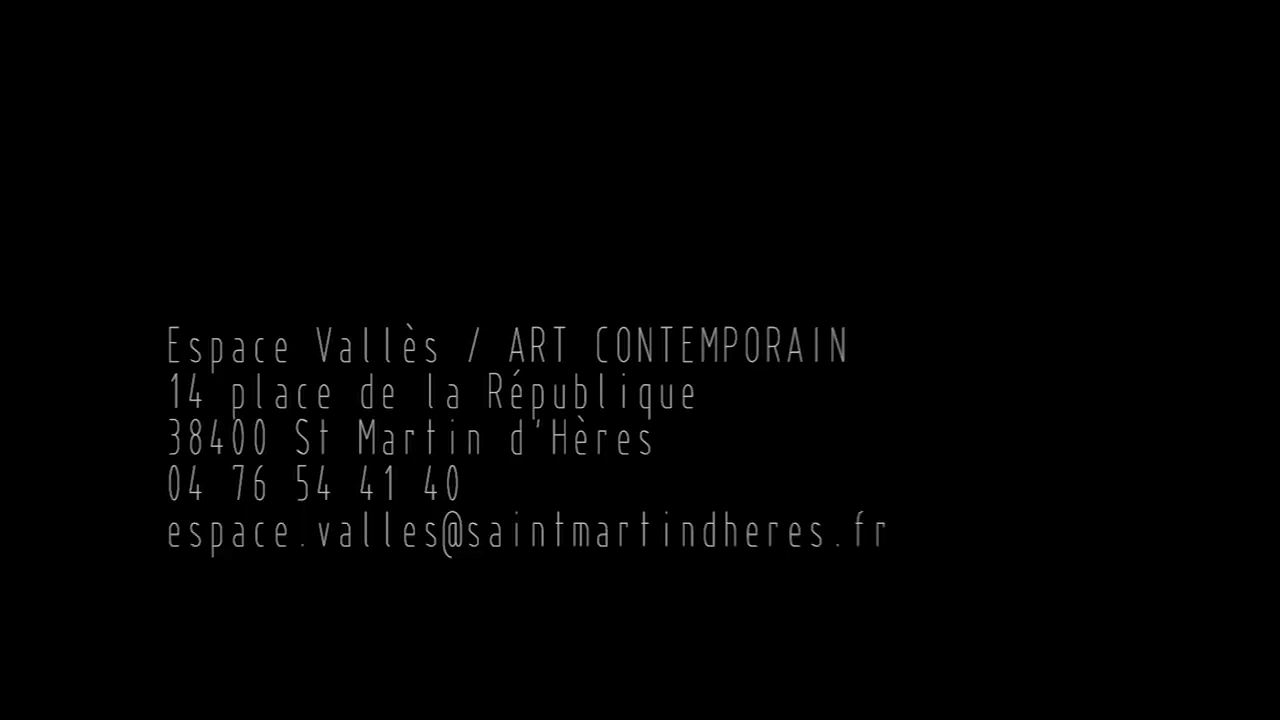 Espace Vallès / ART CONTEMPORAIN
14 place de la République
38400 St Martin d'Hères
04 76 54 41 40
espace.valles@saintmartindheres.fr